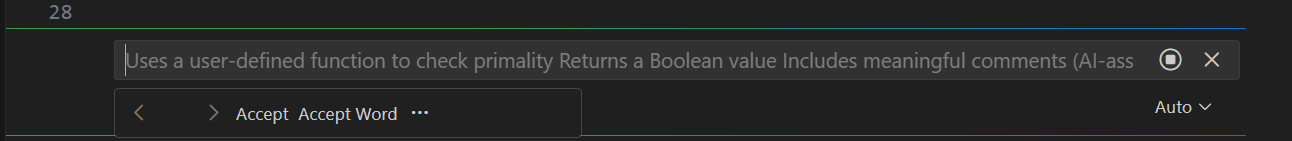 28
Uses a user-defined function to check primality Returns a Boolean value Includes meaningful comments (AI-ass
Accept Accept Word ···
Auto